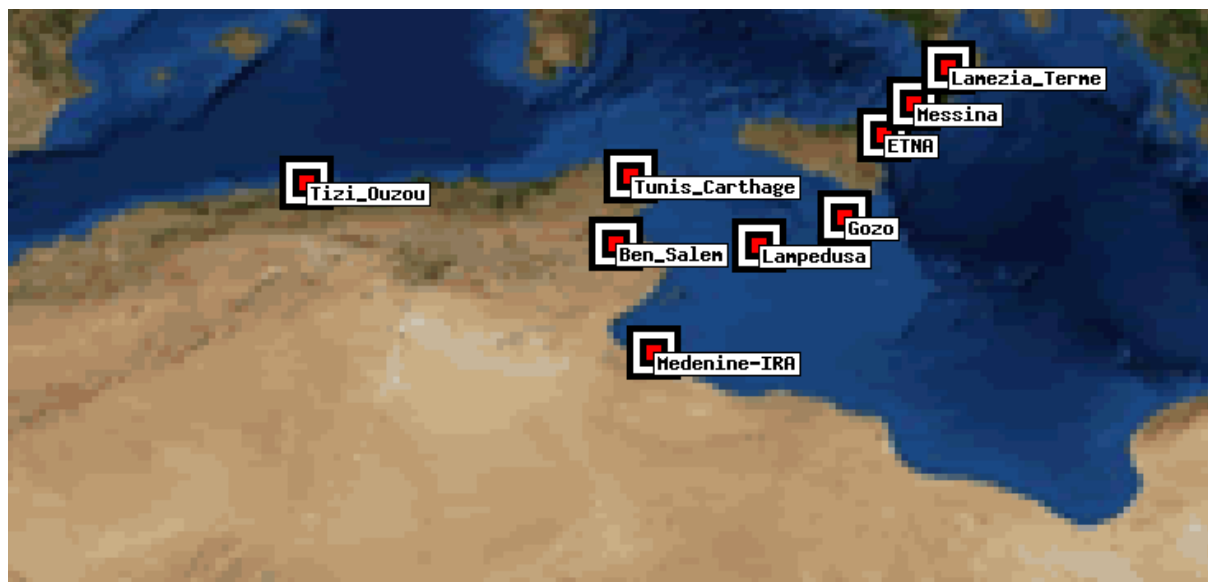 Lamezia_Terme
Messina
ETNA
Tizi_Ouzou
Tunis_Carthage
Gozo
Ben_Salem
Lampedusa
Medenine-IRA